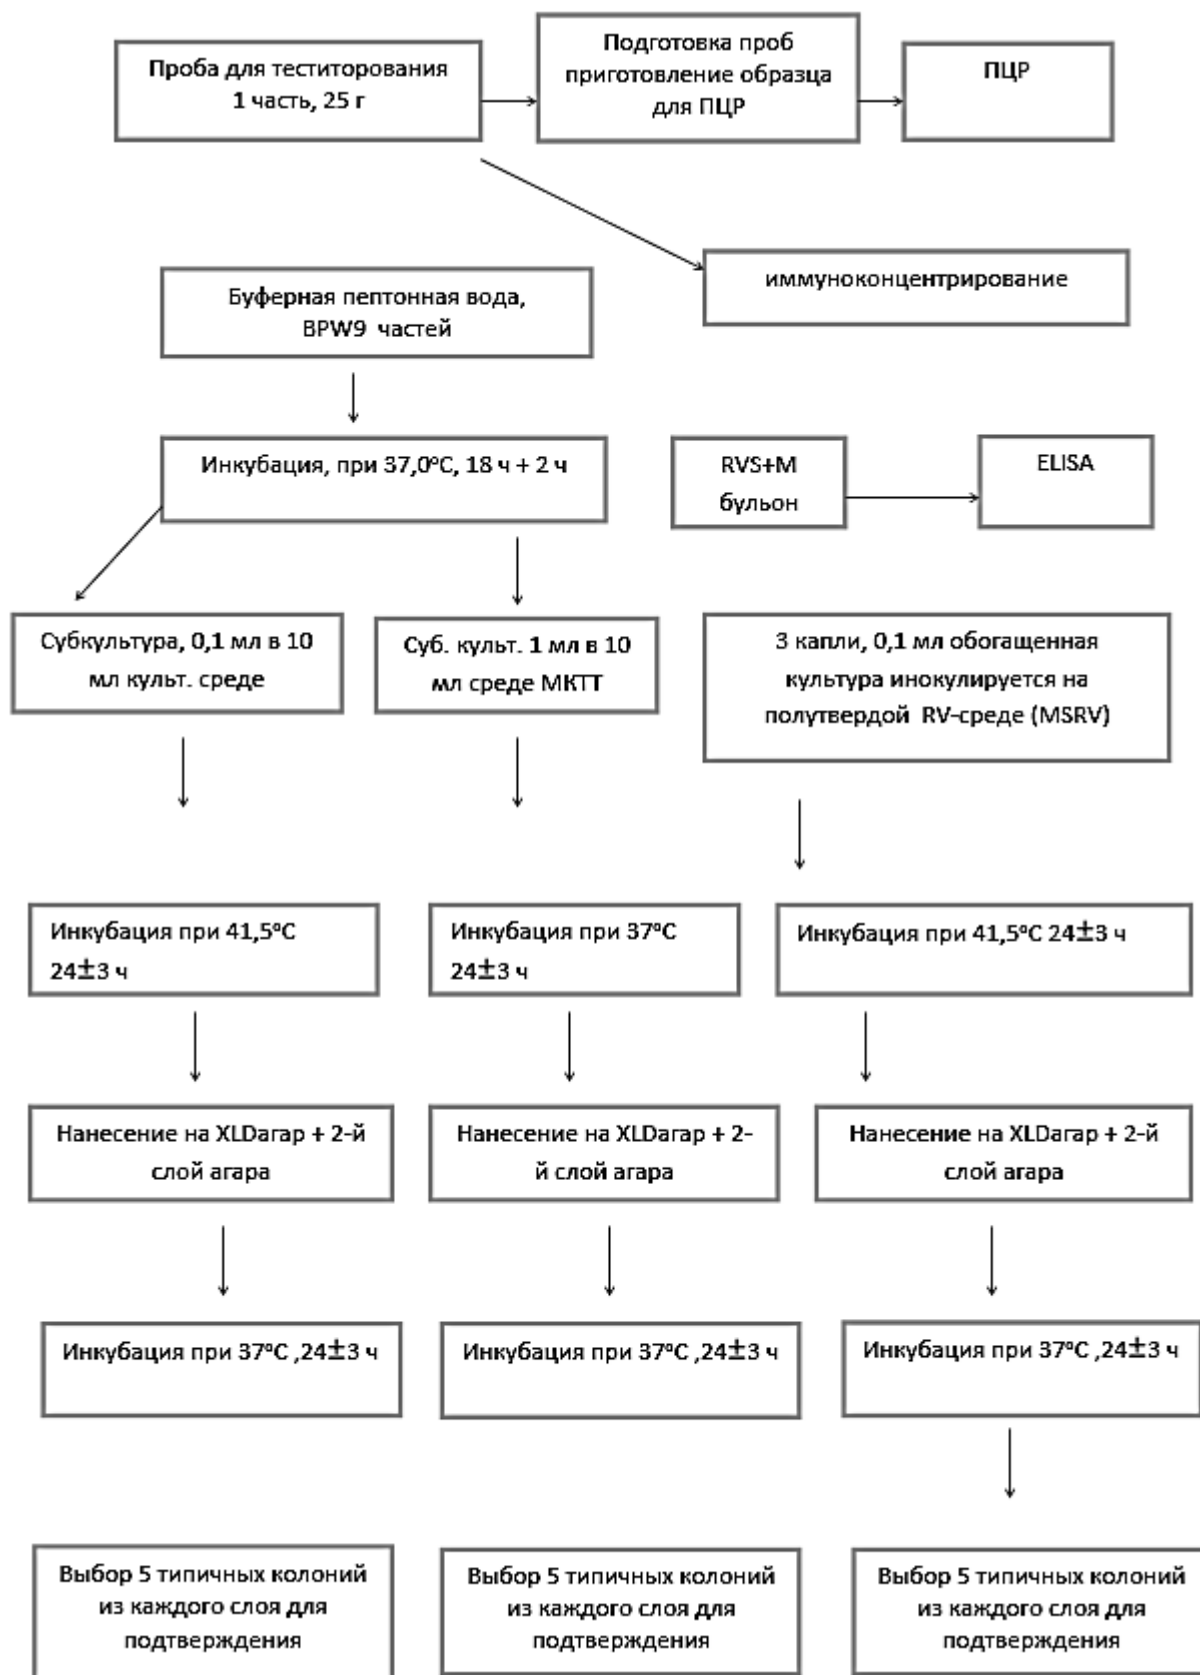 Проба для теститорования
1 часть, 25 г
Подготовка проб
приготовление образца
для ПЦР
ПЦР
иммуноконцентрирование
Буферная пептонная вода,
BPW9 частей
Инкубация, при 37,0°С, 18 ч + 2 ч
RVS+M
бульон
ELISA
Субкультура, 0,1 мл в 10
мл культ. среде
Суб. культ. 1 мл в 10
мл среде МКТТ
3 капли, 0,1 мл обогащенная
культура инокулируется на
полутвердой RV-среде (MSRV)
Инкубация при 41,5°С
24±3 ч
Инкубация при 37°С
24±3 ч
Инкубация при 41,5°С 24±3 ч
Нанесение на XLDагар + 2-й
слой агара
Нанесение на XLDагар + 2-
й слой агара
Нанесение на XLDагар + 2-й
слой агара
Инкубация при 37°С ,24±3 ч
Инкубация при 37°С ,24±3 ч
Инкубация при 37°С ,24±3 ч
Выбор 5 типичных колоний
из каждого слоя для
подтверждения
Выбор 5 типичных колоний
из каждого слоя для
подтверждения
Выбор 5 типичных колоний
из каждого слоя для
подтверждения